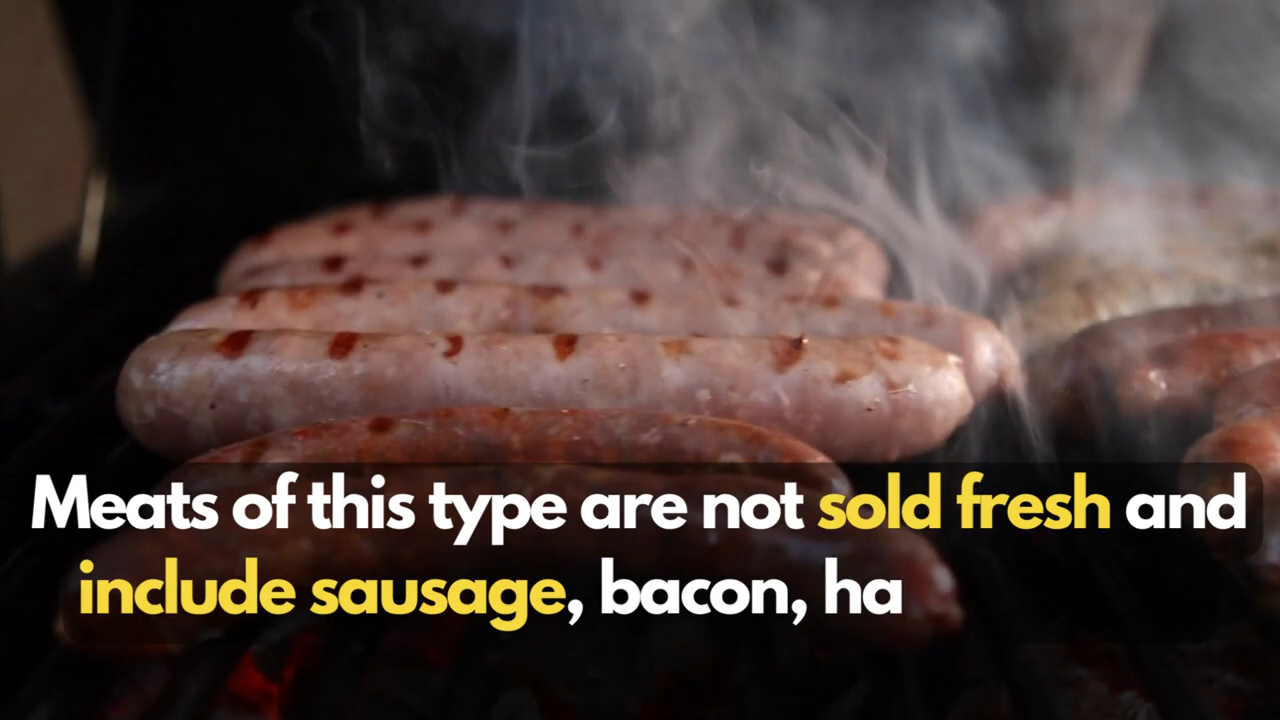 Meats of this type are not sold fresh and
include sausage, bacon, ha